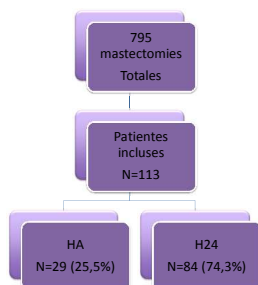 795
mastectomies
Totales
Patientes
incluses
N=113
HA
N=29 (25,5%)
H24
N=84 (74,3%)